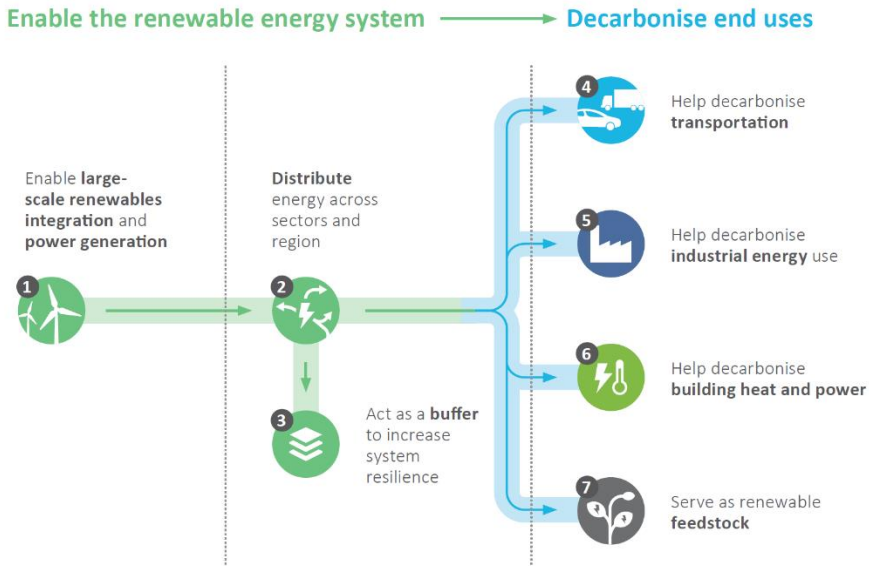 Enable the renewable energy system
Decarbonise end uses
1
Enable large-
scale renewables
integration and
power generation
2
Distribute
energy across
sectors and
region
3
Act as a buffer
to increase
system
resilience
4
Help decarbonise
transportation
5
Help decarbonise
industrial energy use
6
Help decarbonise
building heat and power
7
Serve as renewable
feedstock